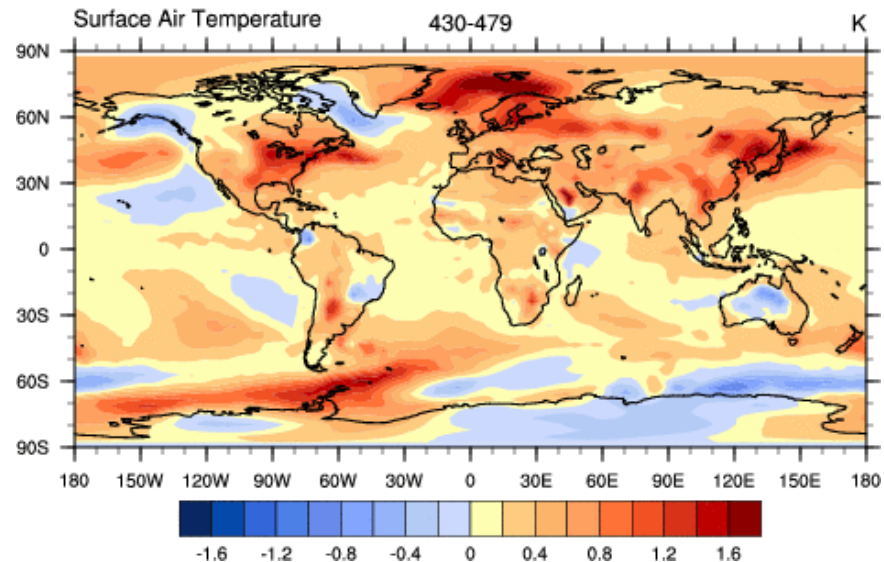 Surface Air Temperature 430-479 K
90N
60N
30N
0
30S
60S
90S
180 150W 120W 90W 60W 30W 0 30E 60E 90E 120E 150E 180
-1.6 -1.2 -0.8 -0.4 0 0.4 0.8 1.2 1.6